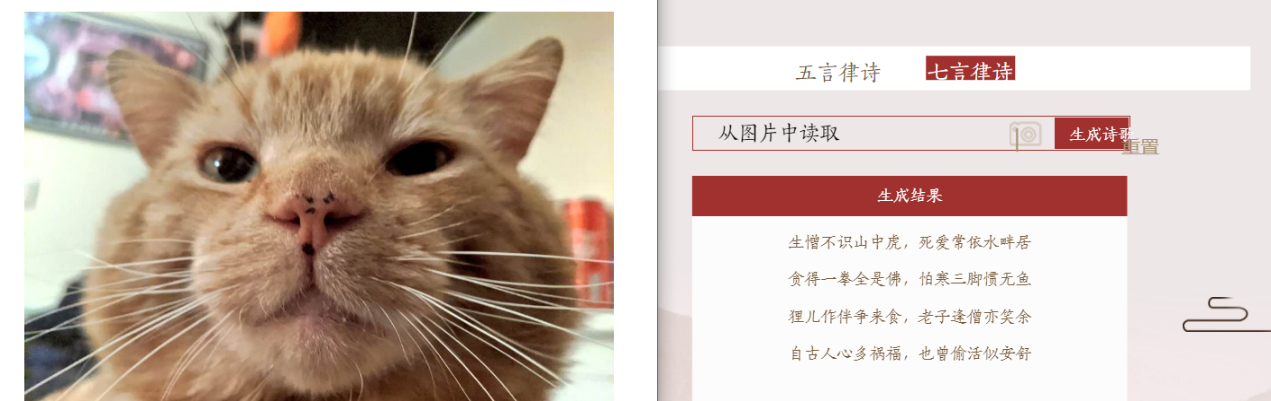 五言律诗 七言律诗
从图片中读取 生成诗歌
重置
生成结果
生憎不识山中虎，死爱常依水畔居
贪得一拳全是佛，怕寒三脚惯无鱼
狸儿作伴争来食，老子逢僧亦笑余
自古人心多祸福，也曾偷活似安舒